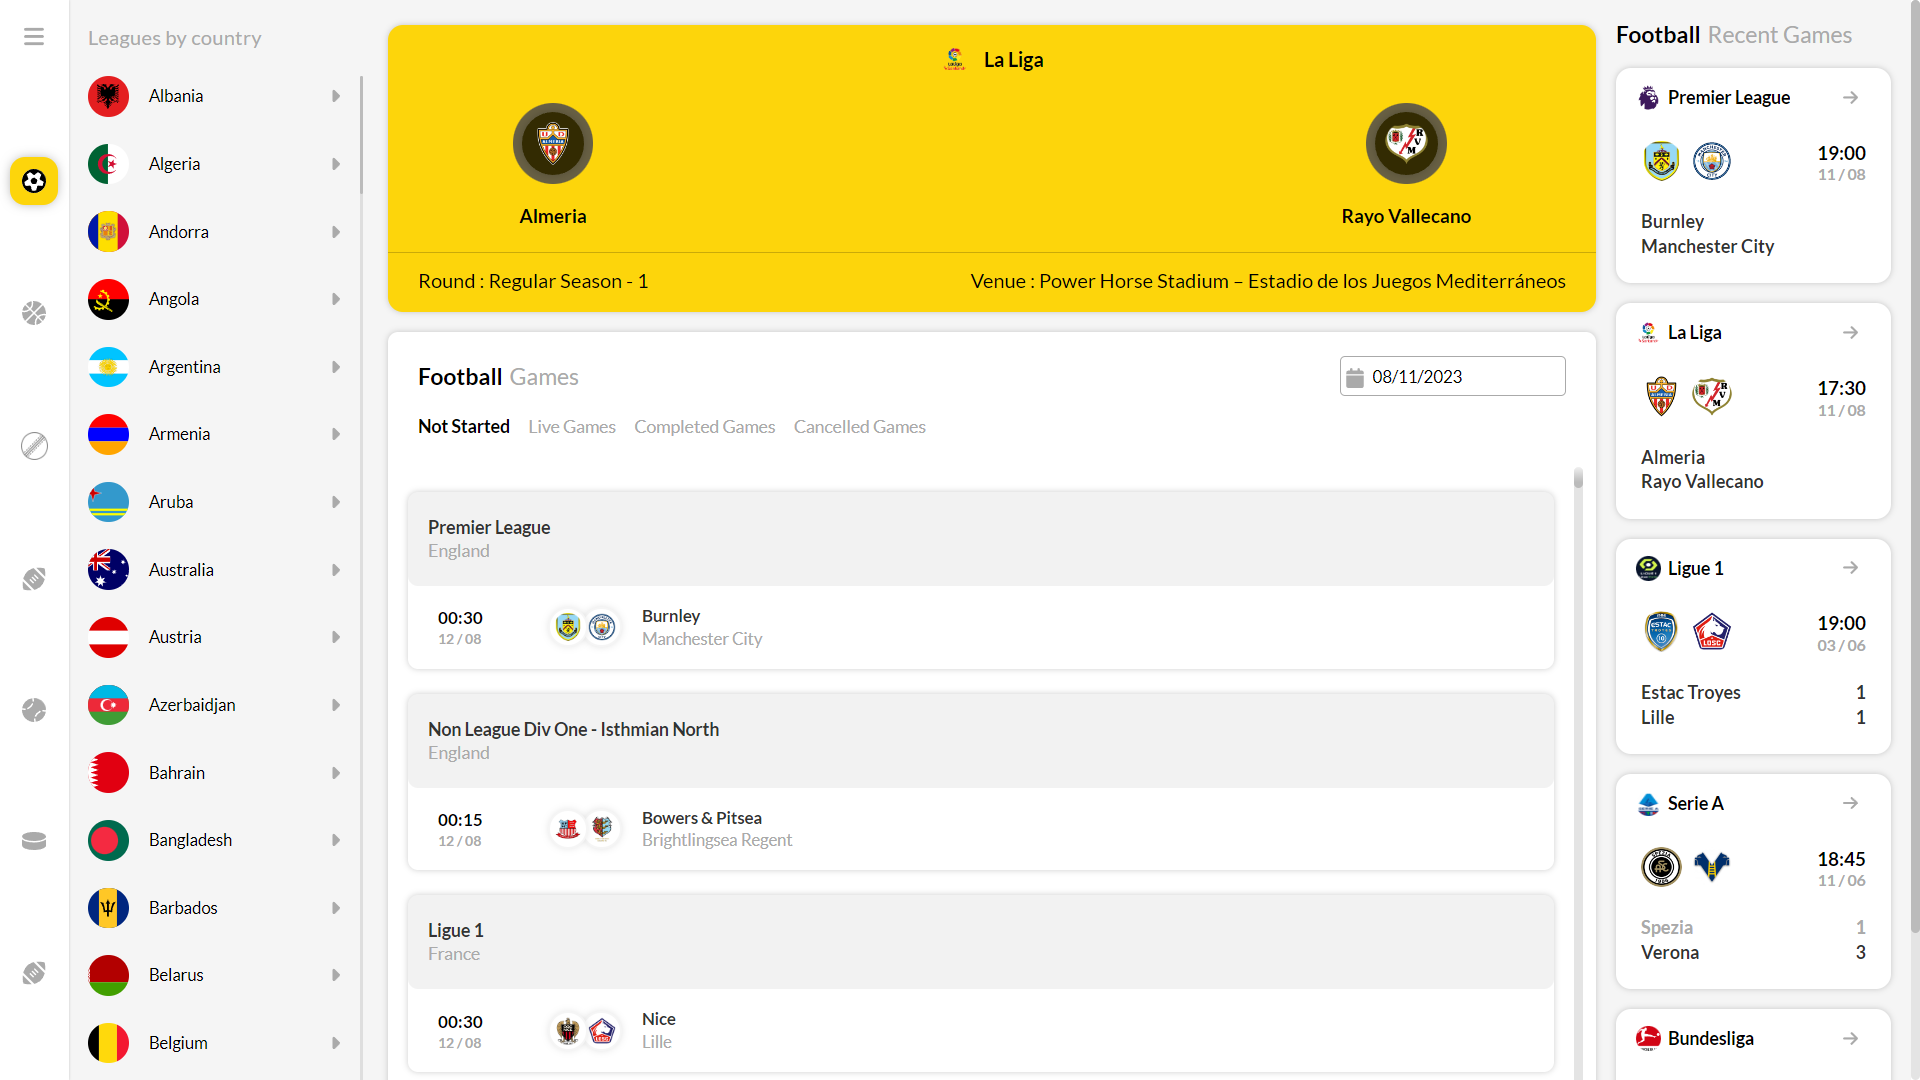 Leagues by country
Albania
Algeria
Andorra
Angola
Argentina
Armenia
Aruba
Australia
Austria
Azerbaidjan
Bahrain
Bangladesh
Barbados
Belarus
Belgium
La Liga
Almeria
Rayo Vallecano
Round : Regular Season - 1
Venue : Power Horse Stadium – Estadio de los Juegos Mediterráneos
Football Games
08/11/2023
Not Started Live Games Completed Games Cancelled Games
Premier League
England
00:30
12 / 08
Burnley
Manchester City
Non League Div One - Isthmian North
England
00:15
12 / 08
Bowers & Pitsea
Brightlingsea Regent
Ligue 1
France
00:30
12 / 08
Nice
Lille
Football Recent Games
Premier League
19:00
11 / 08
Burnley
Manchester City
La Liga
17:30
11 / 08
Almeria
Rayo Vallecano
Ligue 1
19:00
03 / 06
Estac Troyes 1
Lille 1
Serie A
18:45
11 / 06
Spezia 1
Verona 3
Bundesliga